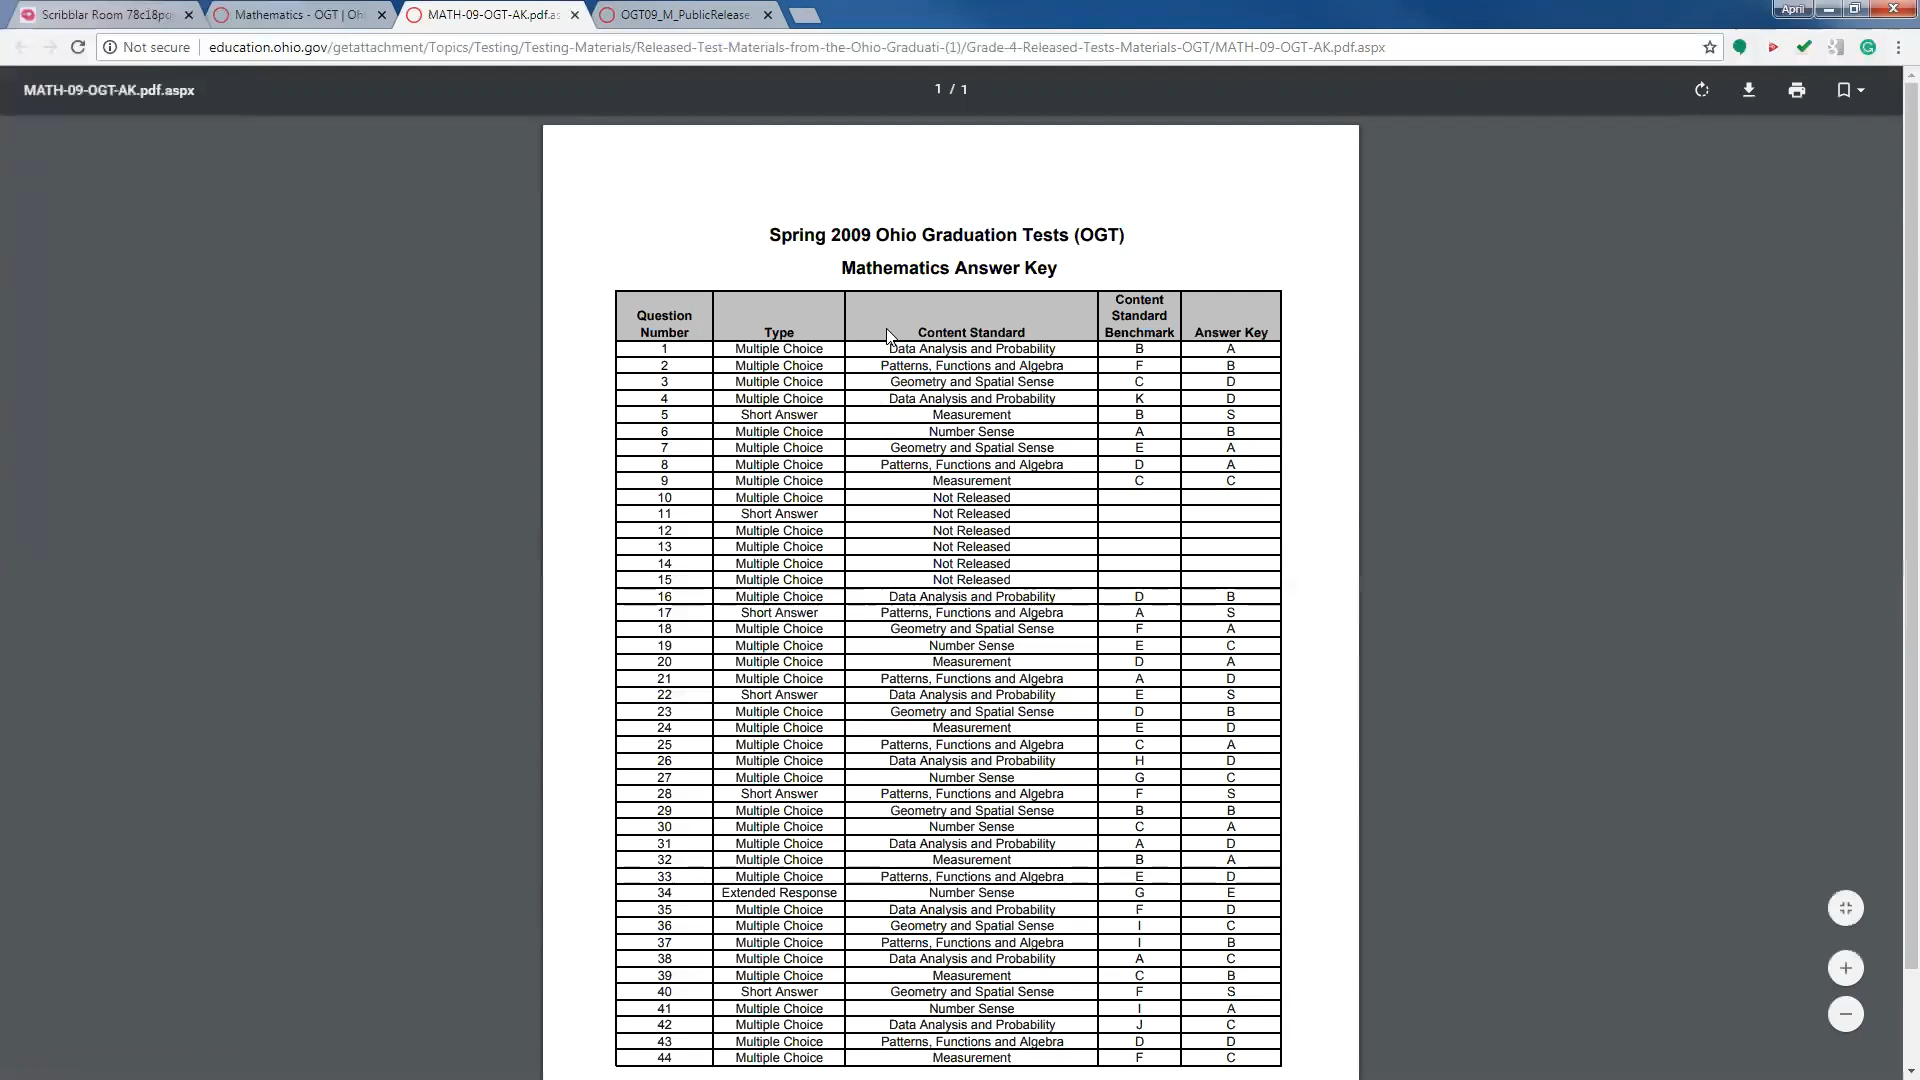 Scribblar Room 78c18pq
Mathematics - OGT | Ohi
MATH-09-OGT-AK.pdf.as
OGT09_M_PublicRelease.
April
Not secure
education.ohio.gov/getattachment/Topics/Testing/Testing-Materials/Released-Test-Materials-from-the-Ohio-Graduati-(1)/Grade-4-Released-Tests-Materials-OGT/MATH-09-OGT-AK.pdf.aspx
MATH-09-OGT-AK.pdf.aspx
1 / 1
Spring 2009 Ohio Graduation Tests (OGT)
Mathematics Answer Key
Question Number Type Content Standard Content Standard Benchmark Answer Key
1 Multiple Choice Data Analysis and Probability B A
2 Multiple Choice Patterns, Functions and Algebra F B
3 Multiple Choice Geometry and Spatial Sense C D
4 Multiple Choice Data Analysis and Probability K D
5 Short Answer Measurement B S
6 Multiple Choice Number Sense A B
7 Multiple Choice Geometry and Spatial Sense E A
8 Multiple Choice Patterns, Functions and Algebra D A
9 Multiple Choice Measurement C C
10 Multiple Choice Not Released
11 Short Answer Not Released
12 Multiple Choice Not Released
13 Multiple Choice Not Released
14 Multiple Choice Not Released
15 Multiple Choice Not Released
16 Multiple Choice Data Analysis and Probability D B
17 Short Answer Patterns, Functions and Algebra A S
18 Multiple Choice Geometry and Spatial Sense F A
19 Multiple Choice Number Sense E C
20 Multiple Choice Measurement D A
21 Multiple Choice Patterns, Functions and Algebra A D
22 Short Answer Data Analysis and Probability E S
23 Multiple Choice Geometry and Spatial Sense D B
24 Multiple Choice Measurement E D
25 Multiple Choice Patterns, Functions and Algebra C A
26 Multiple Choice Data Analysis and Probability H D
27 Multiple Choice Number Sense G C
28 Short Answer Patterns, Functions and Algebra F S
29 Multiple Choice Geometry and Spatial Sense B B
30 Multiple Choice Number Sense C A
31 Multiple Choice Data Analysis and Probability A D
32 Multiple Choice Measurement B A
33 Multiple Choice Patterns, Functions and Algebra E D
34 Extended Response Number Sense G E
35 Multiple Choice Data Analysis and Probability F D
36 Multiple Choice Geometry and Spatial Sense I C
37 Multiple Choice Patterns, Functions and Algebra I B
38 Multiple Choice Data Analysis and Probability A C
39 Multiple Choice Measurement C B
40 Short Answer Geometry and Spatial Sense F S
41 Multiple Choice Number Sense I A
42 Multiple Choice Data Analysis and Probability J C
43 Multiple Choice Patterns, Functions and Algebra D D
44 Multiple Choice Measurement F C